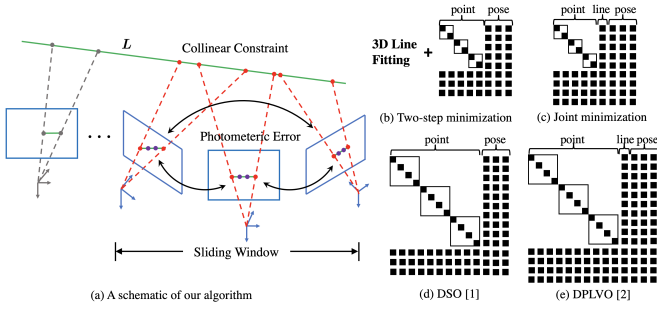 L
Collinear Constraint
Photometric Error
Sliding Window
(a) A schematic of our algorithm
point pose
3D Line
Fitting +
(b) Two-step minimization
point line pose
(c) Joint minimization
point pose
(d) DSO [1]
point line pose
(e) DPLVO [2]